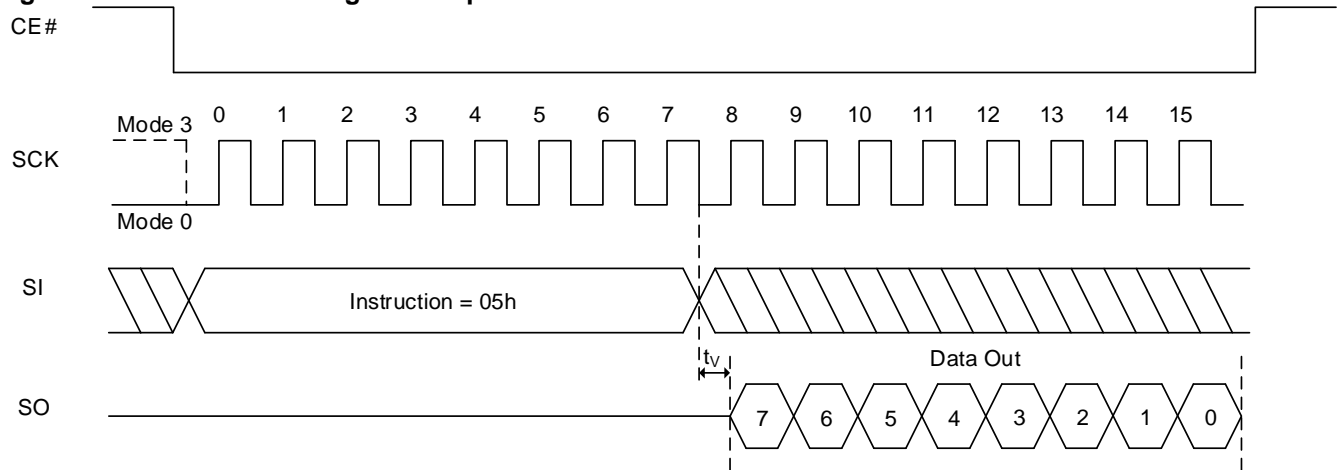 CE#
0 1 2 3 4 5 6 7 8 9 10 11 12 13 14 15
Mode 3
SCK
Mode 0
SI
Instruction = 05h
tV
Data Out
SO
7 6 5 4 3 2 1 0